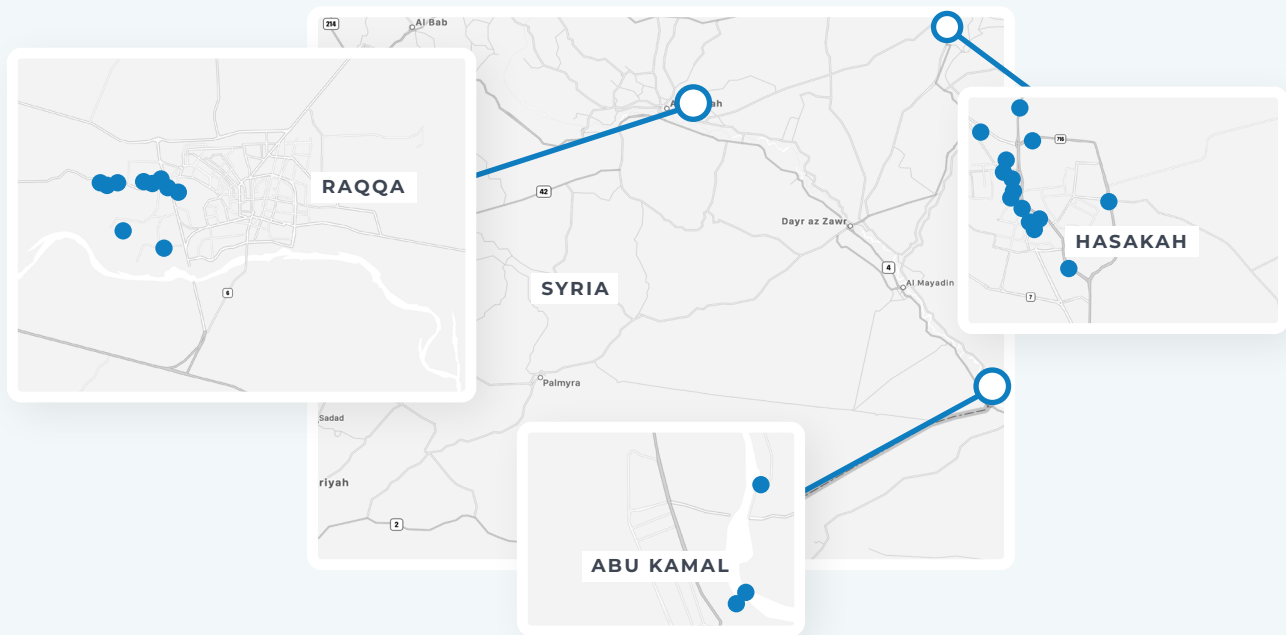 214
Al Bab
RAQQA
6
42
SYRIA
Dayr az Zawr
4
Al Mayadin
Palmyra
Sadad
riyah
2
716
HASAKAH
7
ABU KAMAL